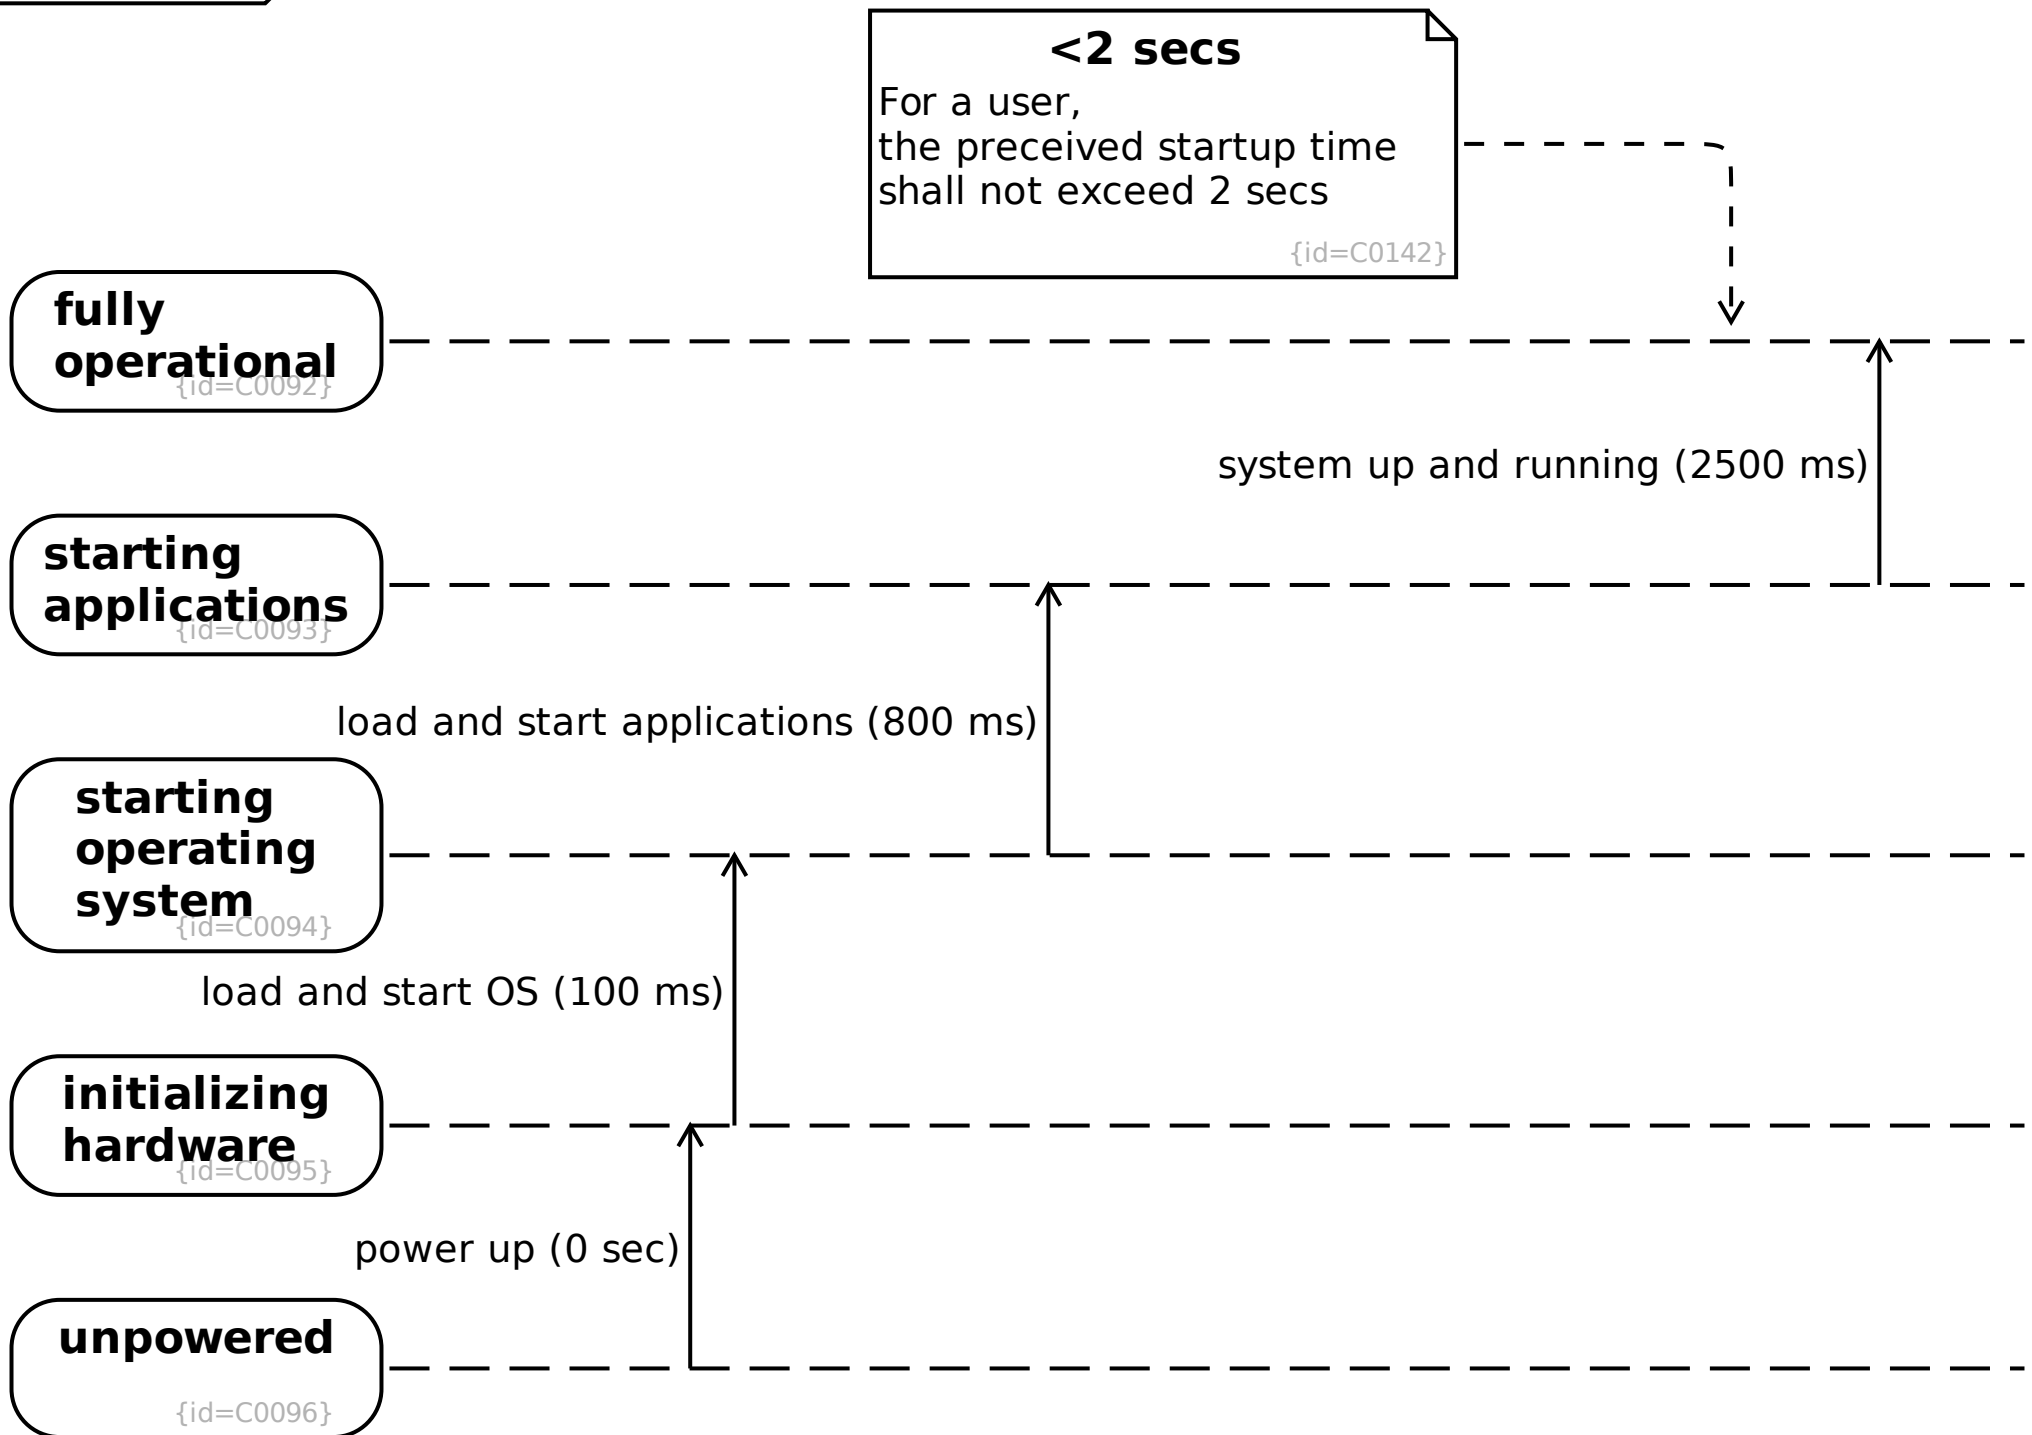 <2 secs
For a user,
the preceived startup time
shall not exceed 2 secs
{id=C0142}
fully
operational
{id=C0092}
system up and running (2500 ms)
starting
applications
{id=C0093}
load and start applications (800 ms)
starting
operating
system
{id=C0094}
load and start OS (100 ms)
initializing
hardware
{id=C0095}
power up (0 sec)
unpowered
{id=C0096}